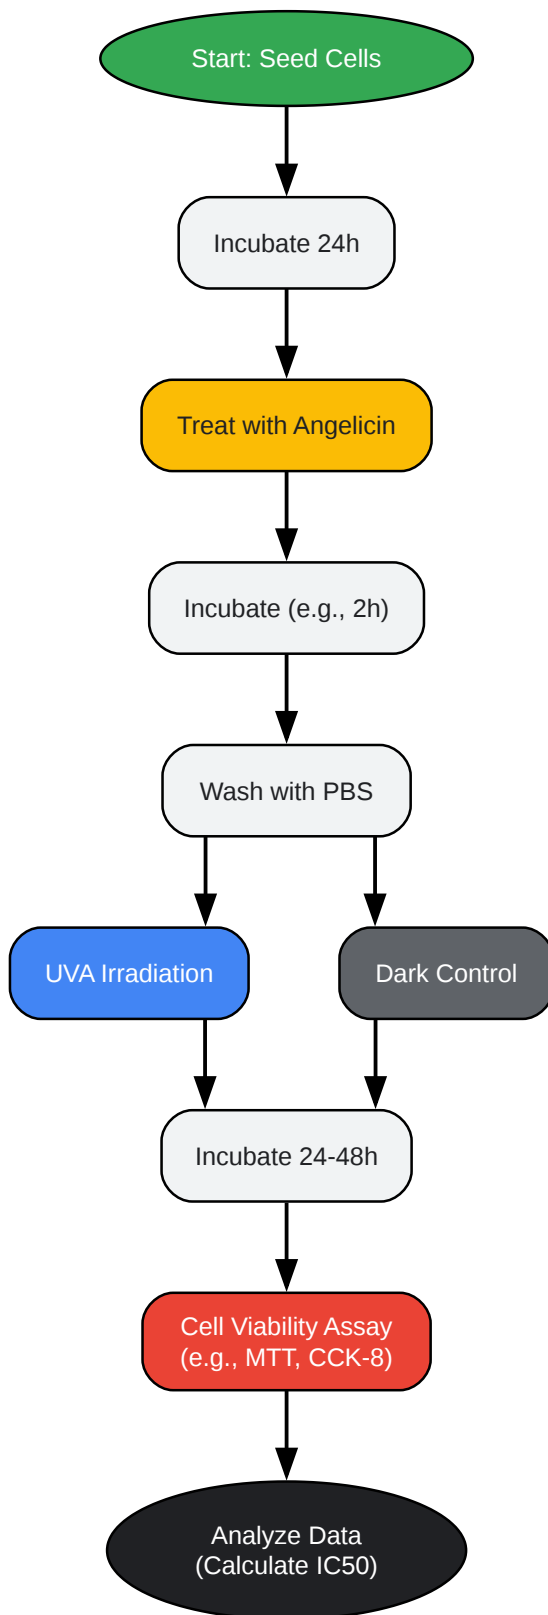 Start: Seed Cells
Incubate 24h
Treat with Angelicin
Incubate (e.g., 2h)
Wash with PBS
UVA Irradiation
Dark Control
Incubate 24-48h
Cell Viability Assay
(e.g., MTT, CCK-8)
Analyze Data
(Calculate IC50)